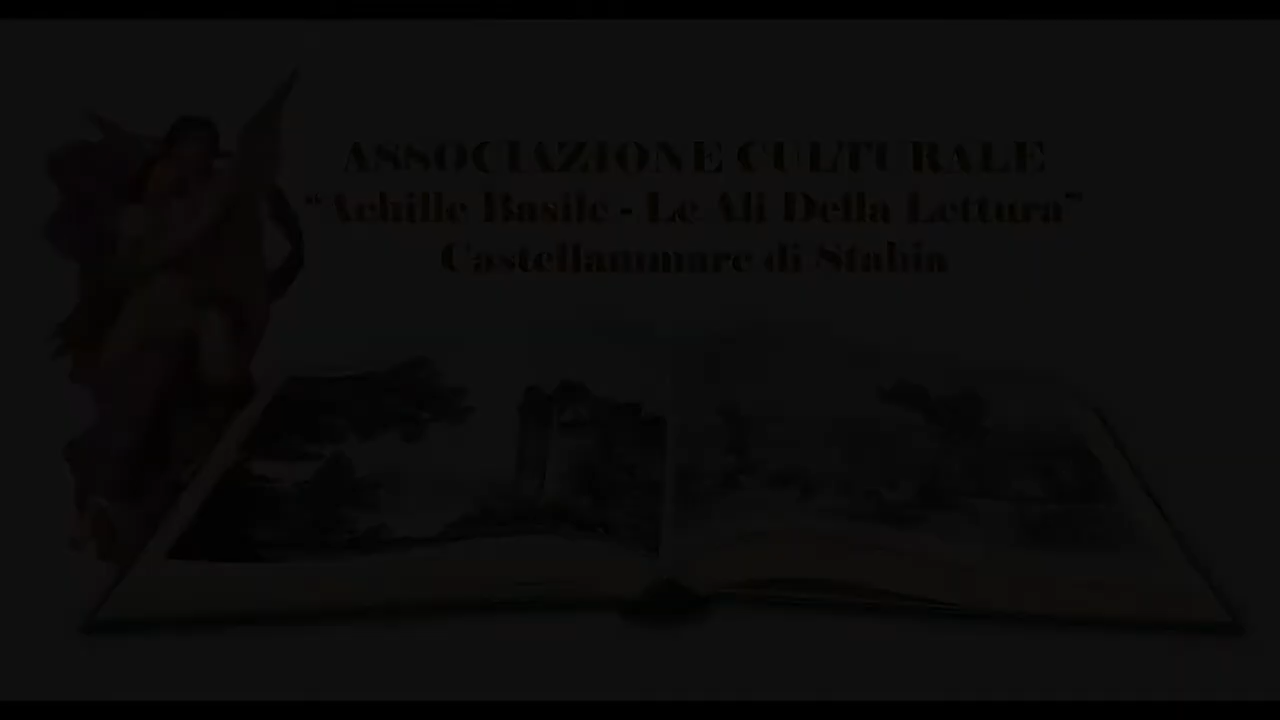 ASSOCIAZIONE CULTURALE
"Achille Basile - Le Ali Della Lettura"
Castellammare di Stabia